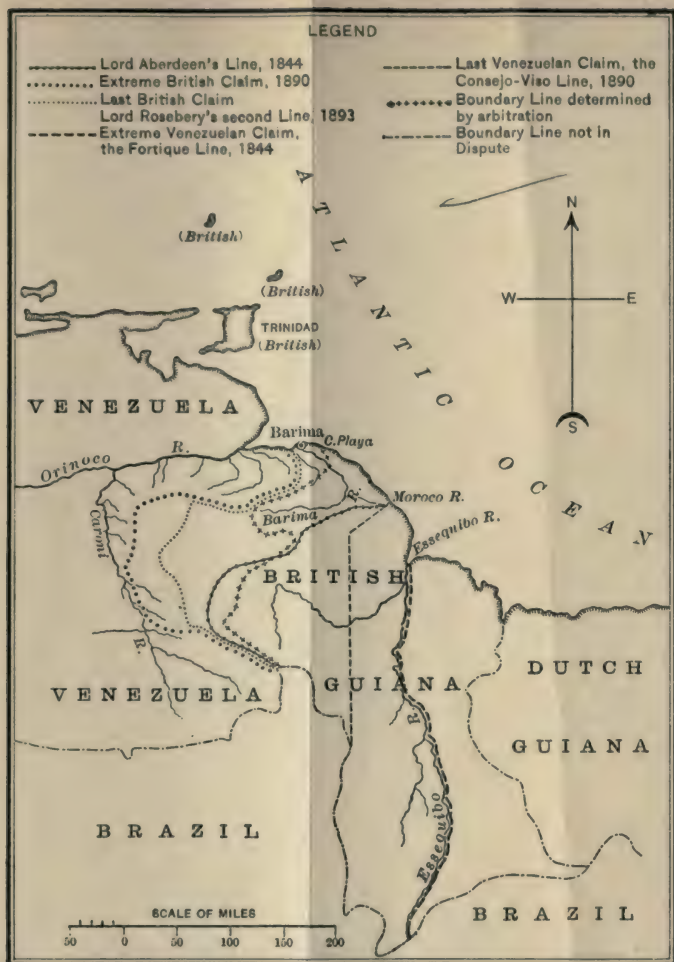 LEGEND
Lord Aberdeen's Line, 1844
Extreme British Claim, 1890
Last British Claim
Lord Rosebery's second Line, 1893
Extreme Venezuelan Claim,
the Fortique Line, 1844
Last Venezuelan Claim, the
Consejo-Viso Line, 1890
Boundary Line determined
by arbitration
Boundary Line not in
Dispute
ATLANTIC
OCEAN
N
W E
S
(British)
(British)
TRINIDAD
(British)
VENEZUELA
Orinoco R.
Barima
C. Playa
R.
Barima
Moroco R.
Essequibo R.
Caroni
R.
BRITISH
GUIANA
VENEZUELA
DUTCH
GUIANA
R.
Essequibo
BRAZIL
BRAZIL
SCALE OF MILES
50 0 50 100 150 200